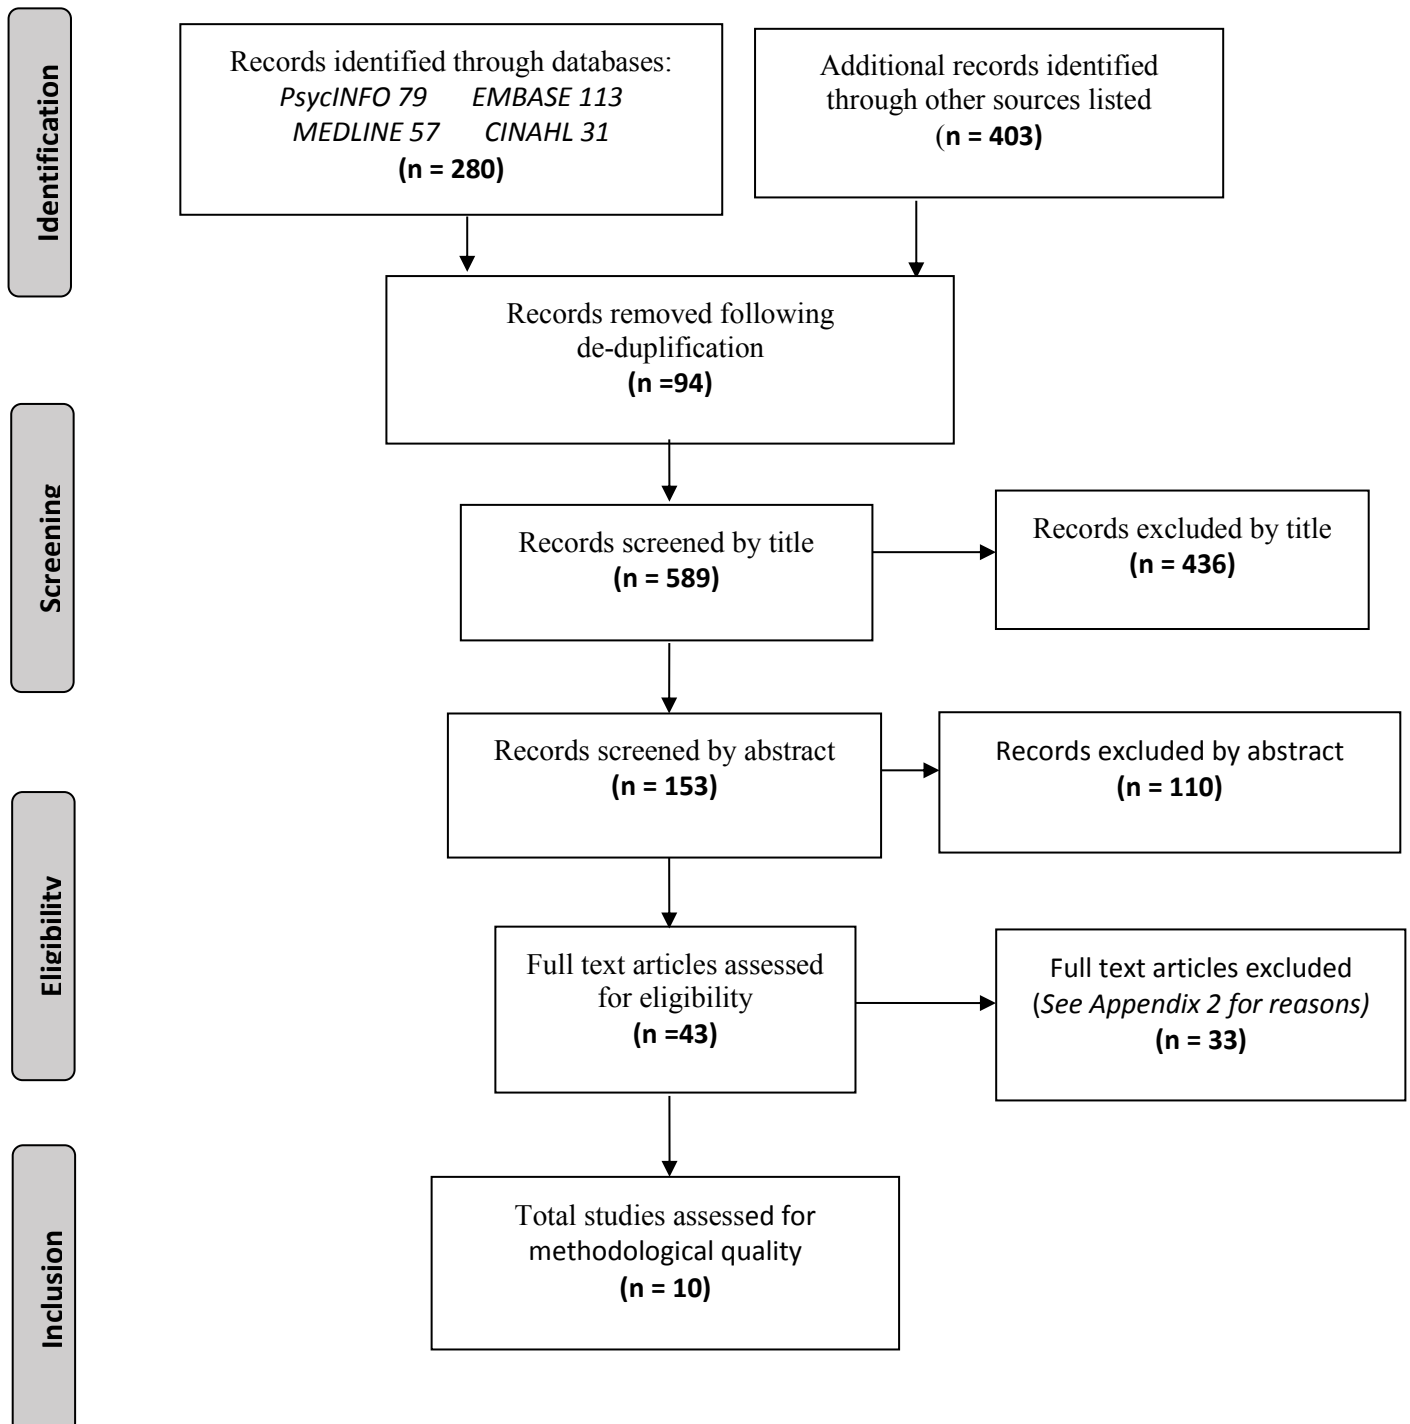 Identification
Records identified through databases:
PsycINFO 79 EMBASE 113
MEDLINE 57 CINAHL 31
(n = 280)
Additional records identified
through other sources listed
(n = 403)
Records removed following
de-duplification
(n =94)
Screening
Records screened by title
(n = 589)
Records excluded by title
(n = 436)
Records screened by abstract
(n = 153)
Records excluded by abstract
(n = 110)
Eligibility
Full text articles assessed
for eligibility
(n =43)
Full text articles excluded
(See Appendix 2 for reasons)
(n = 33)
Inclusion
Total studies assessed for
methodological quality
(n = 10)